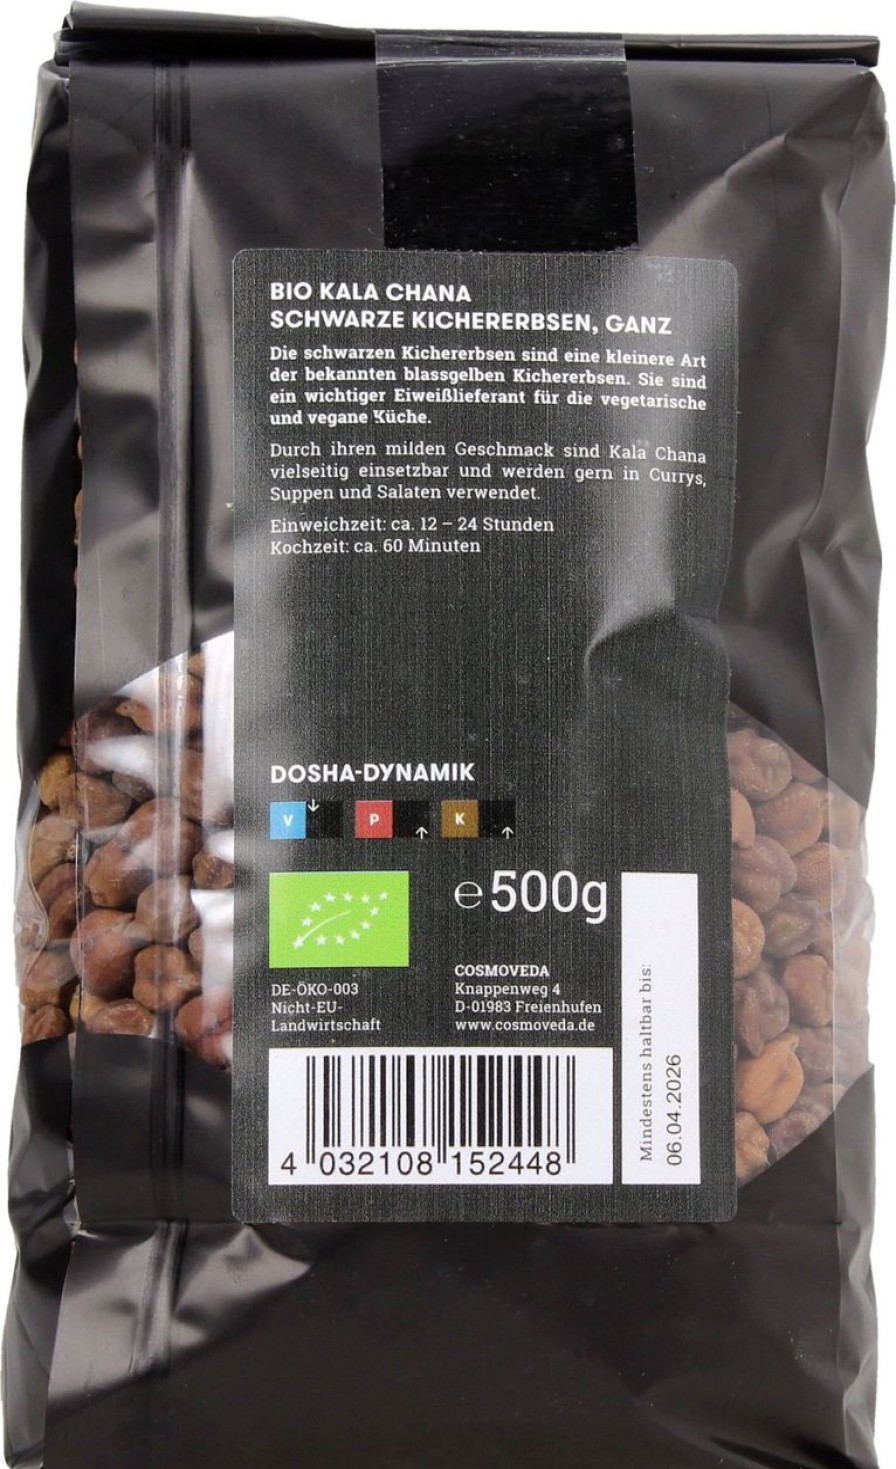 BIO KALA CHANA
SCHWARZE KICHERERBSEN, GANZ
Die schwarzen Kichererbsen sind eine kleinere Art
der bekannten blassgelben Kichererbsen. Sie sind
ein wichtiger Eiweißlieferant für die vegetarische
und vegane Küche.
Durch ihren milden Geschmack sind Kala Chana
vielseitig einsetzbar und werden gern in Currys,
Suppen und Salaten verwendet.
Einweichzeit: ca. 12 – 24 Stunden
Kochzeit: ca. 60 Minuten
DOSHA-DYNAMIK
V ↓ P ↑ K ↑
℮ 500g
DE-ÖKO-003
Nicht-EU-
Landwirtschaft
COSMOVEDA
Knappenweg 4
D-01983 Freienhufen
www.cosmoveda.de
4 032108 152448
Mindestens haltbar bis:
06.04.2026